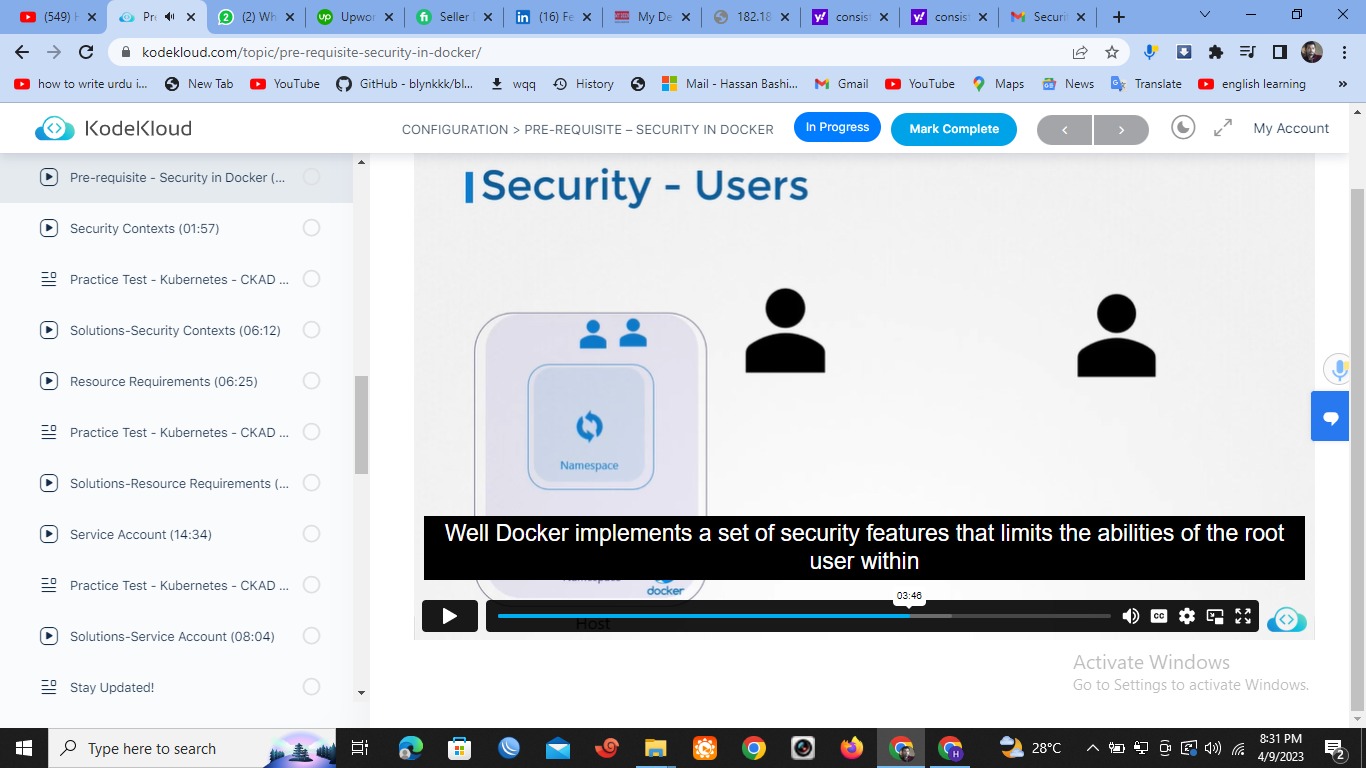 (549) H
Pre
(2) Wh
Upwor
Seller
(16) Fe
My De
182.18
consist
consist
Securit
kodekloud.com/topic/pre-requisite-security-in-docker/
how to write urdu i...
New Tab
YouTube
GitHub - blynkkk/bl...
wqq
History
Mail - Hassan Bashi...
Gmail
YouTube
Maps
News
Translate
english learning
»
KodeKloud
CONFIGURATION > PRE-REQUISITE – SECURITY IN DOCKER
In Progress
Mark Complete
My Account
Pre-requisite - Security in Docker (...
Security Contexts (01:57)
Practice Test - Kubernetes - CKAD ...
Solutions-Security Contexts (06:12)
Resource Requirements (06:25)
Practice Test - Kubernetes - CKAD ...
Solutions-Resource Requirements (...
Service Account (14:34)
Practice Test - Kubernetes - CKAD ...
Solutions-Service Account (08:04)
Stay Updated!
Security - Users
Namespace
Well Docker implements a set of security features that limits the abilities of the root
user within
Namespace
docker
03:46
Host
CC
Activate Windows
Go to Settings to activate Windows.
Type here to search
28°C
8:31 PM
4/9/2023
2